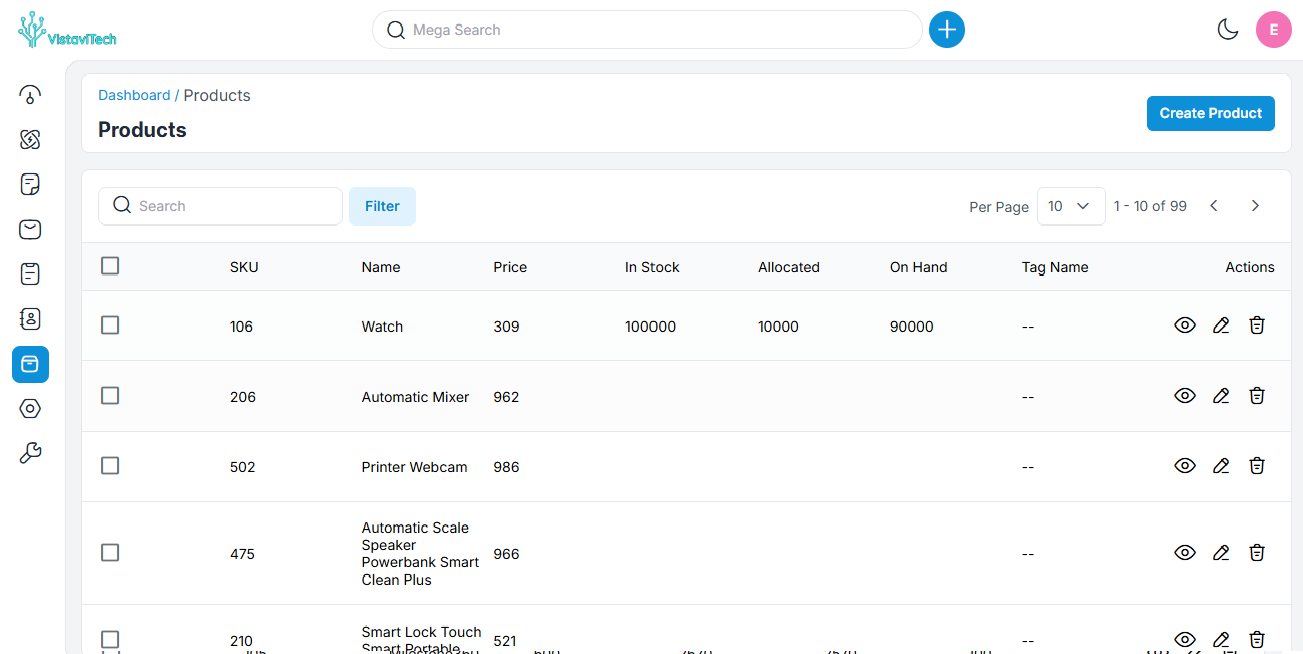 VistaviTech
Mega Search
E
Dashboard / Products
Products
Create Product
Search
Filter
Per Page
10
1 - 10 of 99
SKU Name Price In Stock Allocated On Hand Tag Name Actions
106 Watch 309 100000 10000 90000 --
206 Automatic Mixer 962 --
502 Printer Webcam 986 --
475 Automatic Scale
Speaker
Powerbank Smart
Clean Plus 966 --
210 Smart Lock Touch
Smart Portable 521 --